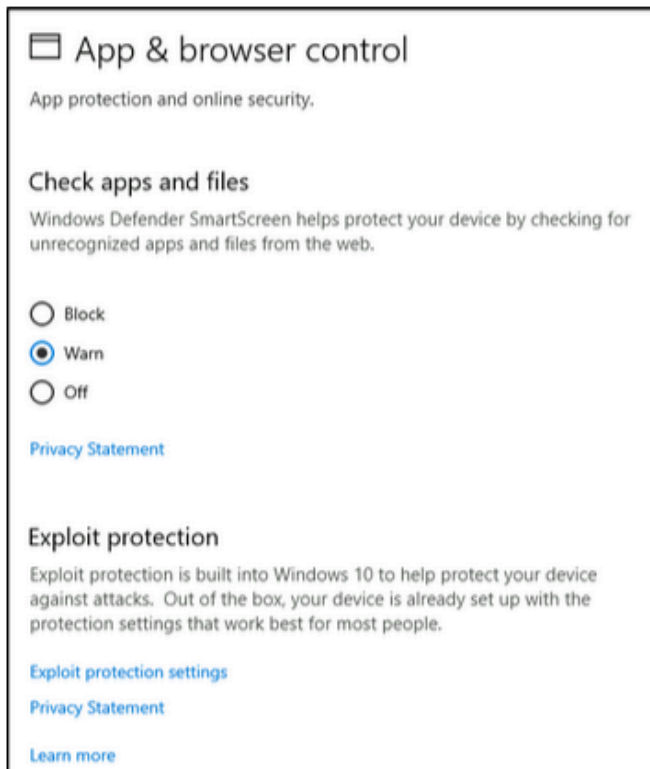 App & browser control
App protection and online security.
Check apps and files
Windows Defender SmartScreen helps protect your device by checking for
unrecognized apps and files from the web.
Block
Warn
Off
Privacy Statement
Exploit protection
Exploit protection is built into Windows 10 to help protect your device
against attacks.  Out of the box, your device is already set up with the
protection settings that work best for most people.
Exploit protection settings
Privacy Statement
Learn more